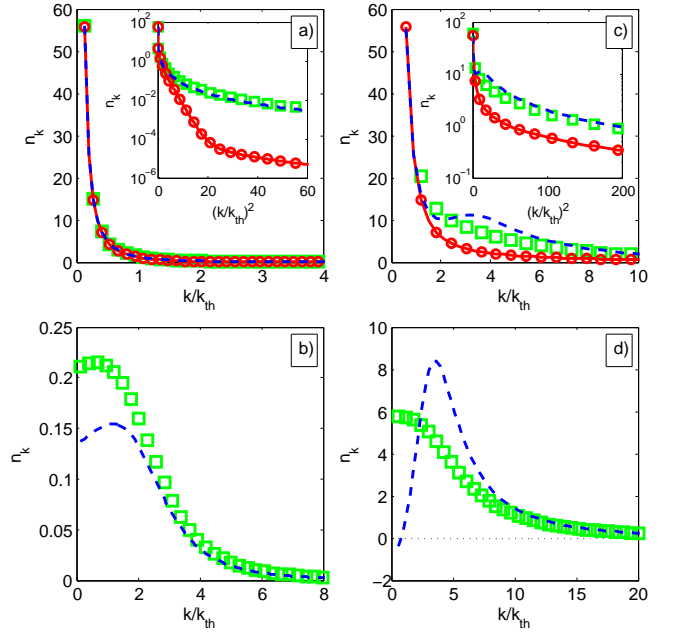 a)
n_k
60
50
40
30
20
10
0
0 1 2 3 4
k/k_th
n_k
10^2
10^0
10^-2
10^-4
10^-6
0 20 40 60
(k/k_th)^2
c)
n_k
60
50
40
30
20
10
0
0 2 4 6 8 10
k/k_th
n_k
10^2
10^1
10^0
10^-1
0 100 200
(k/k_th)^2
b)
n_k
0.25
0.2
0.15
0.1
0.05
0
0 2 4 6 8
k/k_th
d)
n_k
10
8
6
4
2
0
−2
0 5 10 15 20
k/k_th